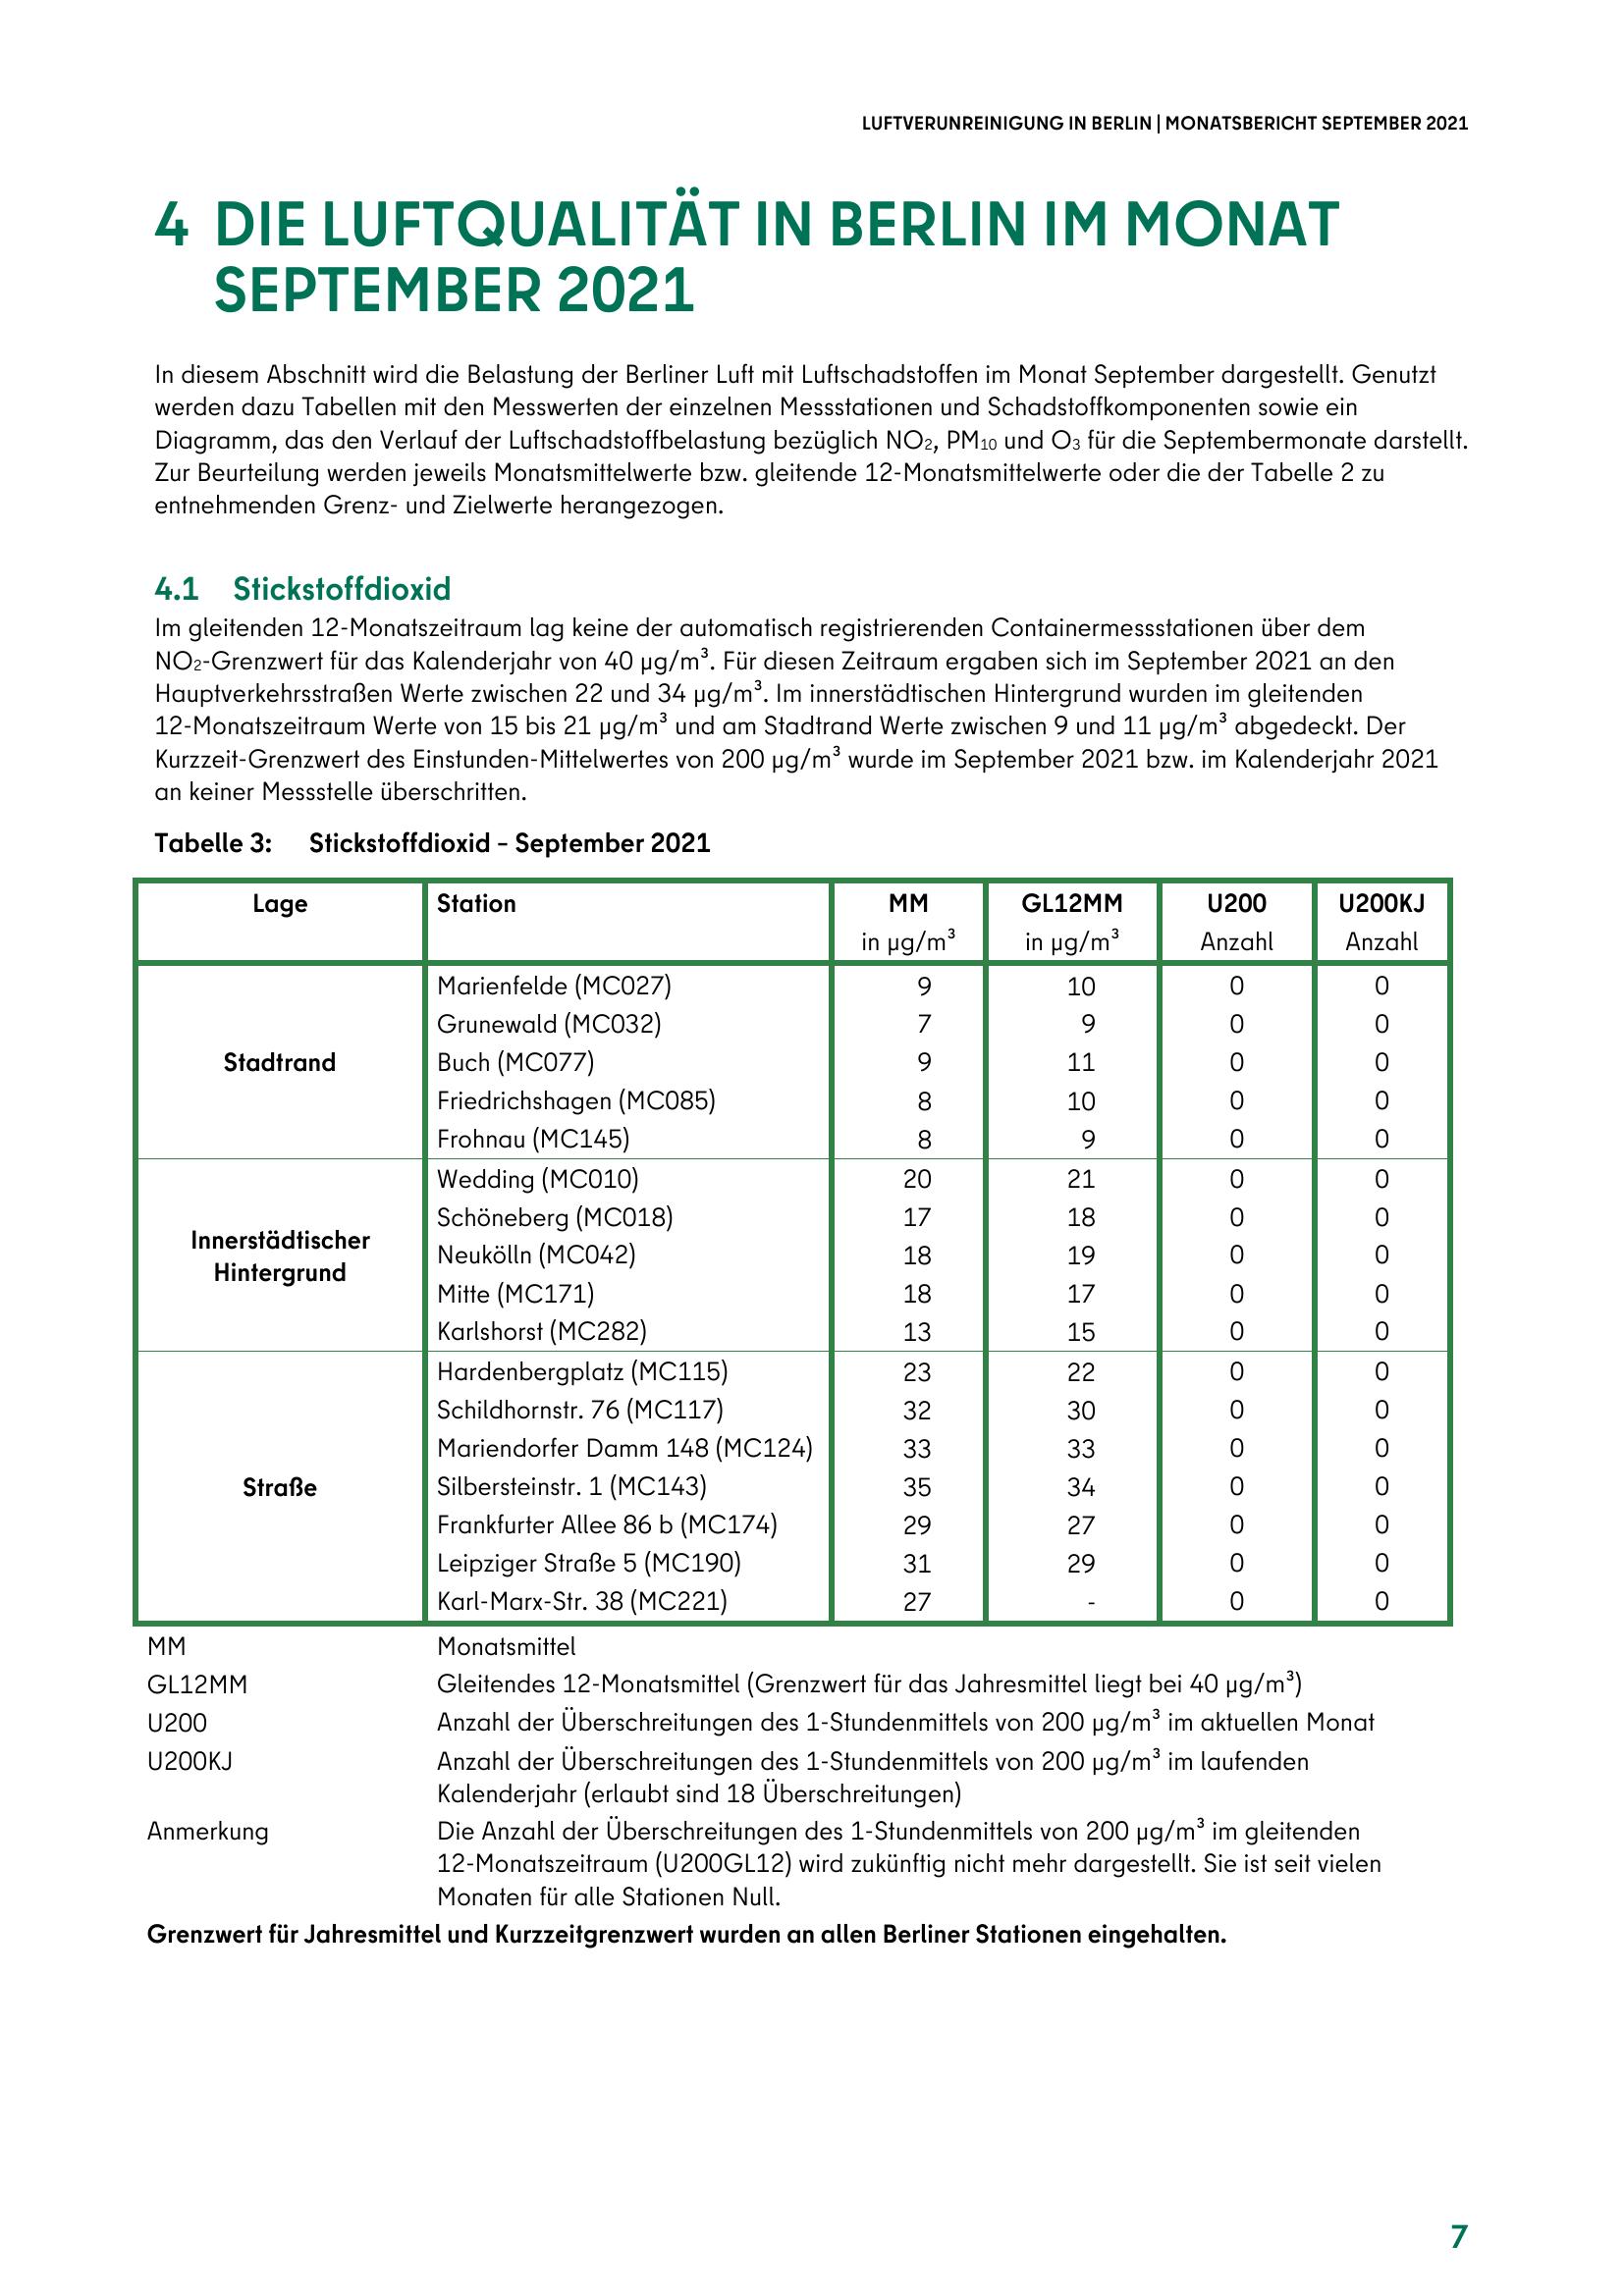 LUFTVERUNREINIGUNG IN BERLIN | MONATSBERICHT SEPTEMBER 2021
4 DIE LUFTQUALITÄT IN BERLIN IM MONAT
SEPTEMBER 2021
In diesem Abschnitt wird die Belastung der Berliner Luft mit Luftschadstoffen im Monat September dargestellt. Genutzt
werden dazu Tabellen mit den Messwerten der einzelnen Messstationen und Schadstoffkomponenten sowie ein
Diagramm, das den Verlauf der Luftschadstoffbelastung bezüglich NO₂, PM₁₀ und O₃ für die Septembermonate darstellt.
Zur Beurteilung werden jeweils Monatsmittelwerte bzw. gleitende 12-Monatsmittelwerte oder die der Tabelle 2 zu
entnehmenden Grenz- und Zielwerte herangezogen.
4.1 Stickstoffdioxid
Im gleitenden 12-Monatszeitraum lag keine der automatisch registrierenden Containermessstationen über dem
NO₂-Grenzwert für das Kalenderjahr von 40 µg/m³. Für diesen Zeitraum ergaben sich im September 2021 an den
Hauptverkehrsstraßen Werte zwischen 22 und 34 µg/m³. Im innerstädtischen Hintergrund wurden im gleitenden
12-Monatszeitraum Werte von 15 bis 21 µg/m³ und am Stadtrand Werte zwischen 9 und 11 µg/m³ abgedeckt. Der
Kurzzeit-Grenzwert des Einstunden-Mittelwertes von 200 µg/m³ wurde im September 2021 bzw. im Kalenderjahr 2021
an keiner Messstelle überschritten.
Tabelle 3: Stickstoffdioxid – September 2021
Lage Station MM GL12MM U200 U200KJ
in µg/m³ in µg/m³ Anzahl Anzahl
Marienfelde (MC027) 9 10 0 0
Grunewald (MC032) 7 9 0 0
Stadtrand Buch (MC077) 9 11 0 0
Friedrichshagen (MC085) 8 10 0 0
Frohnau (MC145) 8 9 0 0
Wedding (MC010) 20 21 0 0
Schöneberg (MC018) 17 18 0 0
Innerstädtischer
Hintergrund
Neukölln (MC042) 18 19 0 0
Mitte (MC171) 18 17 0 0
Karlshorst (MC282) 13 15 0 0
Hardenbergplatz (MC115) 23 22 0 0
Schildhornstr. 76 (MC117) 32 30 0 0
Mariendorfer Damm 148 (MC124) 33 33 0 0
Straße Silbersteinstr. 1 (MC143) 35 34 0 0
Frankfurter Allee 86 b (MC174) 29 27 0 0
Leipziger Straße 5 (MC190) 31 29 0 0
Karl-Marx-Str. 38 (MC221) 27 - 0 0
MM Monatsmittel
GL12MM Gleitendes 12-Monatsmittel (Grenzwert für das Jahresmittel liegt bei 40 µg/m³)
U200 Anzahl der Überschreitungen des 1-Stundenmittels von 200 µg/m³ im aktuellen Monat
U200KJ Anzahl der Überschreitungen des 1-Stundenmittels von 200 µg/m³ im laufenden
Kalenderjahr (erlaubt sind 18 Überschreitungen)
Anmerkung Die Anzahl der Überschreitungen des 1-Stundenmittels von 200 µg/m³ im gleitenden
12-Monatszeitraum (U200GL12) wird zukünftig nicht mehr dargestellt. Sie ist seit vielen
Monaten für alle Stationen Null.
Grenzwert für Jahresmittel und Kurzzeitgrenzwert wurden an allen Berliner Stationen eingehalten.
7